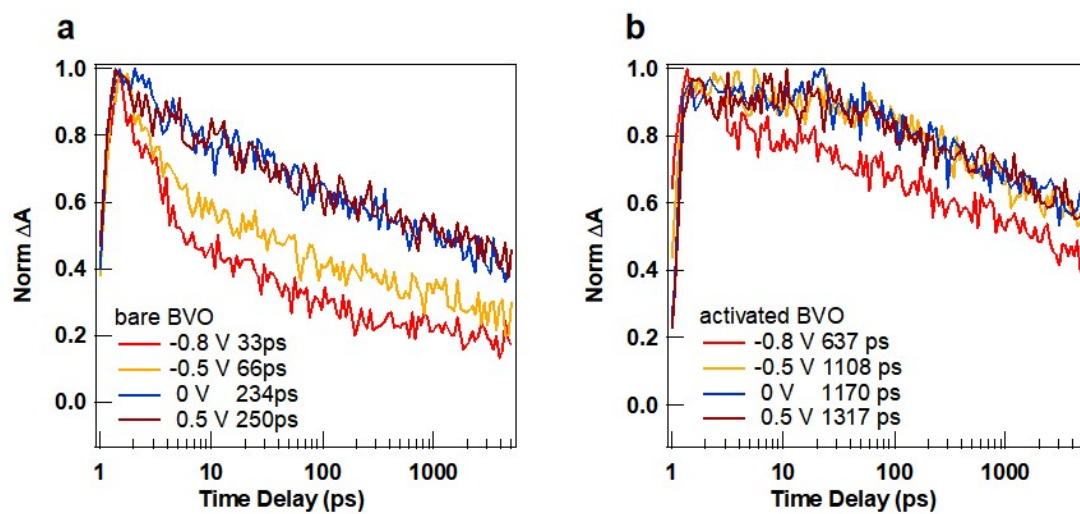 a
Norm ΔA
1.0
0.8
0.6
0.4
0.2
0.0
bare BVO
-0.8 V 33ps
-0.5 V 66ps
0 V 234ps
0.5 V 250ps
1 10 100 1000
Time Delay (ps)
b
Norm ΔA
1.0
0.8
0.6
0.4
0.2
0.0
activated BVO
-0.8 V 637 ps
-0.5 V 1108 ps
0 V 1170 ps
0.5 V 1317 ps
1 10 100 1000
Time Delay (ps)